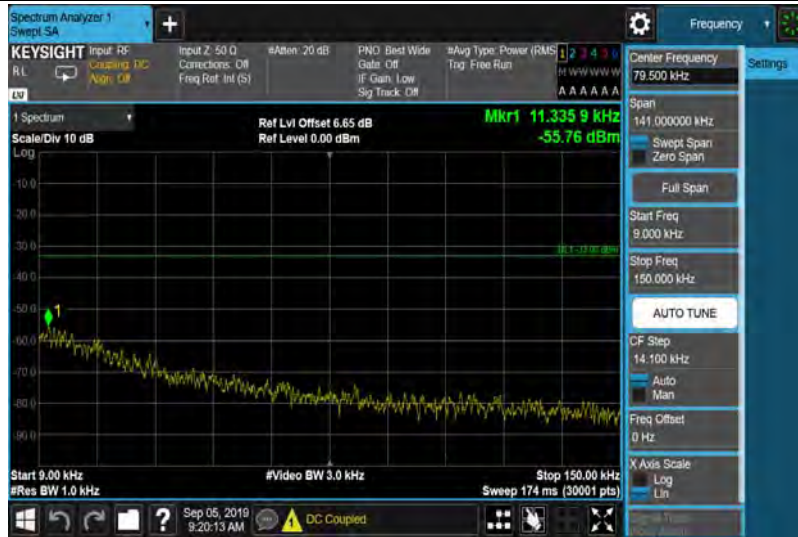 Spectrum Analyzer 1
Swept SA
+
Frequency
KEYSIGHT Input: RF
Coupling: DC
Align: Off
Input Z: 50 Ω
Corrections: Off
Freq Ref: Int (S)
#Atten: 20 dB
PNO: Best Wide
Gate: Off
IF Gain: Low
Sig Track: Off
#Avg Type: Power (RMS
Trig: Free Run
1 2 3 4 5 6
M W W W W W
A A A A A A
RL
LXI
1 Spectrum
Scale/Div 10 dB
Log
Ref Lvl Offset 6.65 dB
Ref Level 0.00 dBm
Mkr1 11.335 9 kHz
-55.76 dBm
-10.0
-20.0
-30.0
-40.0
-50.0
-60.0
-70.0
-80.0
-90.0
1
Start 9.00 kHz
#Res BW 1.0 kHz
#Video BW 3.0 kHz
Stop 150.00 kHz
Sweep 174 ms (30001 pts)
Center Frequency
79.500 kHz
Settings
Span
141.000000 kHz
Swept Span
Zero Span
Full Span
Start Freq
9.000 kHz
Stop Freq
150.000 kHz
AUTO TUNE
CF Step
14.100 kHz
Auto
Man
Freq Offset
0 Hz
X Axis Scale
Log
Lin
?
Sep 05, 2019
9:20:13 AM
DC Coupled